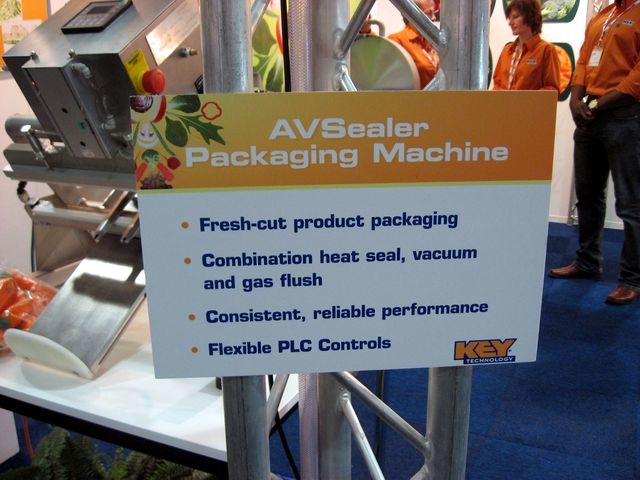 AVSealer
Packaging Machine
• Fresh-cut product packaging
• Combination heat seal, vacuum
and gas flush
• Consistent, reliable performance
• Flexible PLC Controls
KEY
TECHNOLOGY